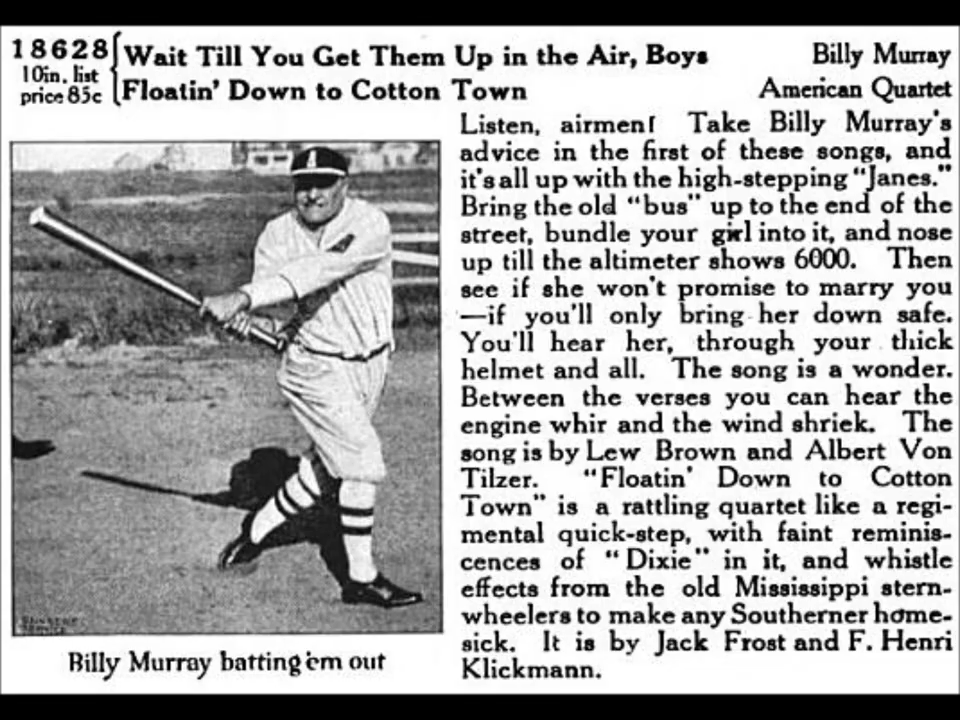 18628
10in. list
price 85c
Wait Till You Get Them Up in the Air, Boys Billy Murray
Floatin' Down to Cotton Town American Quartet
Listen, airmen! Take Billy Murray's
advice in the first of these songs, and
it's all up with the high-stepping "Janes."
Bring the old "bus" up to the end of the
street, bundle your girl into it, and nose
up till the altimeter shows 6000. Then
see if she won't promise to marry you
—if you'll only bring her down safe.
You'll hear her, through your thick
helmet and all. The song is a wonder.
Between the verses you can hear the
engine whir and the wind shriek. The
song is by Lew Brown and Albert Von
Tilzer. "Floatin' Down to Cotton
Town" is a rattling quartet like a regi-
mental quick-step, with faint reminis-
cences of "Dixie" in it, and whistle
effects from the old Mississippi stern-
wheelers to make any Southerner home-
sick. It is by Jack Frost and F. Henri
Klickmann.
A
Billy Murray batting 'em out